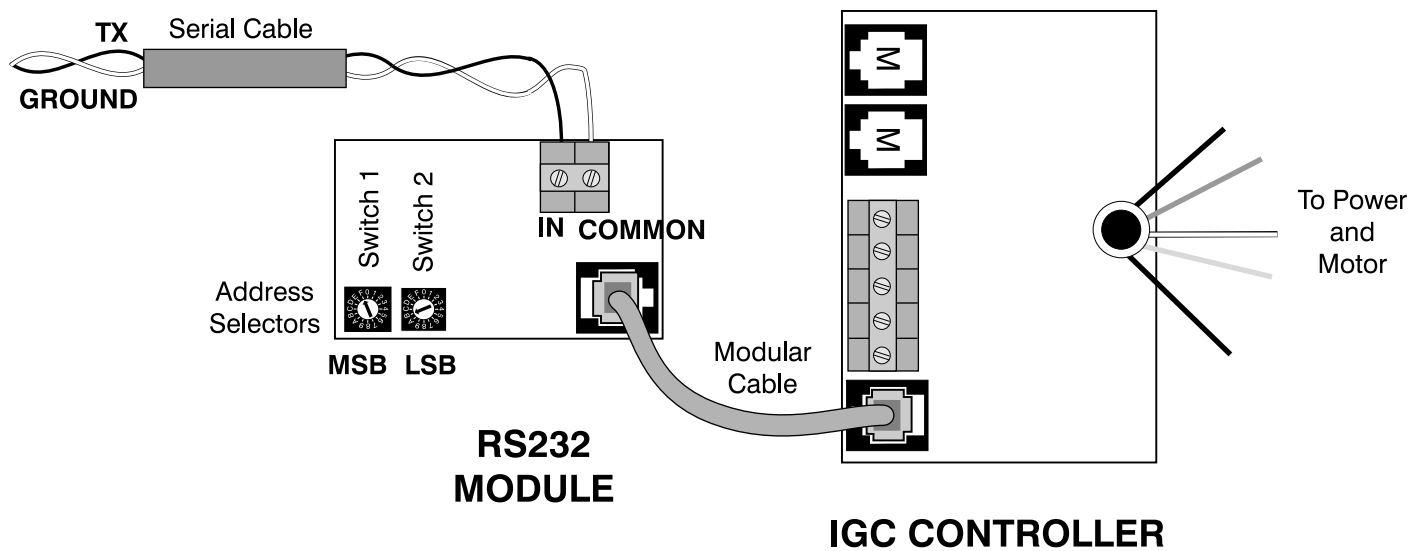 TX
Serial Cable
GROUND
Switch 1
Switch 2
IN
COMMON
Address
Selectors
MSB
LSB
RS232
MODULE
Modular
Cable
M
M
To Power
and
Motor
IGC CONTROLLER